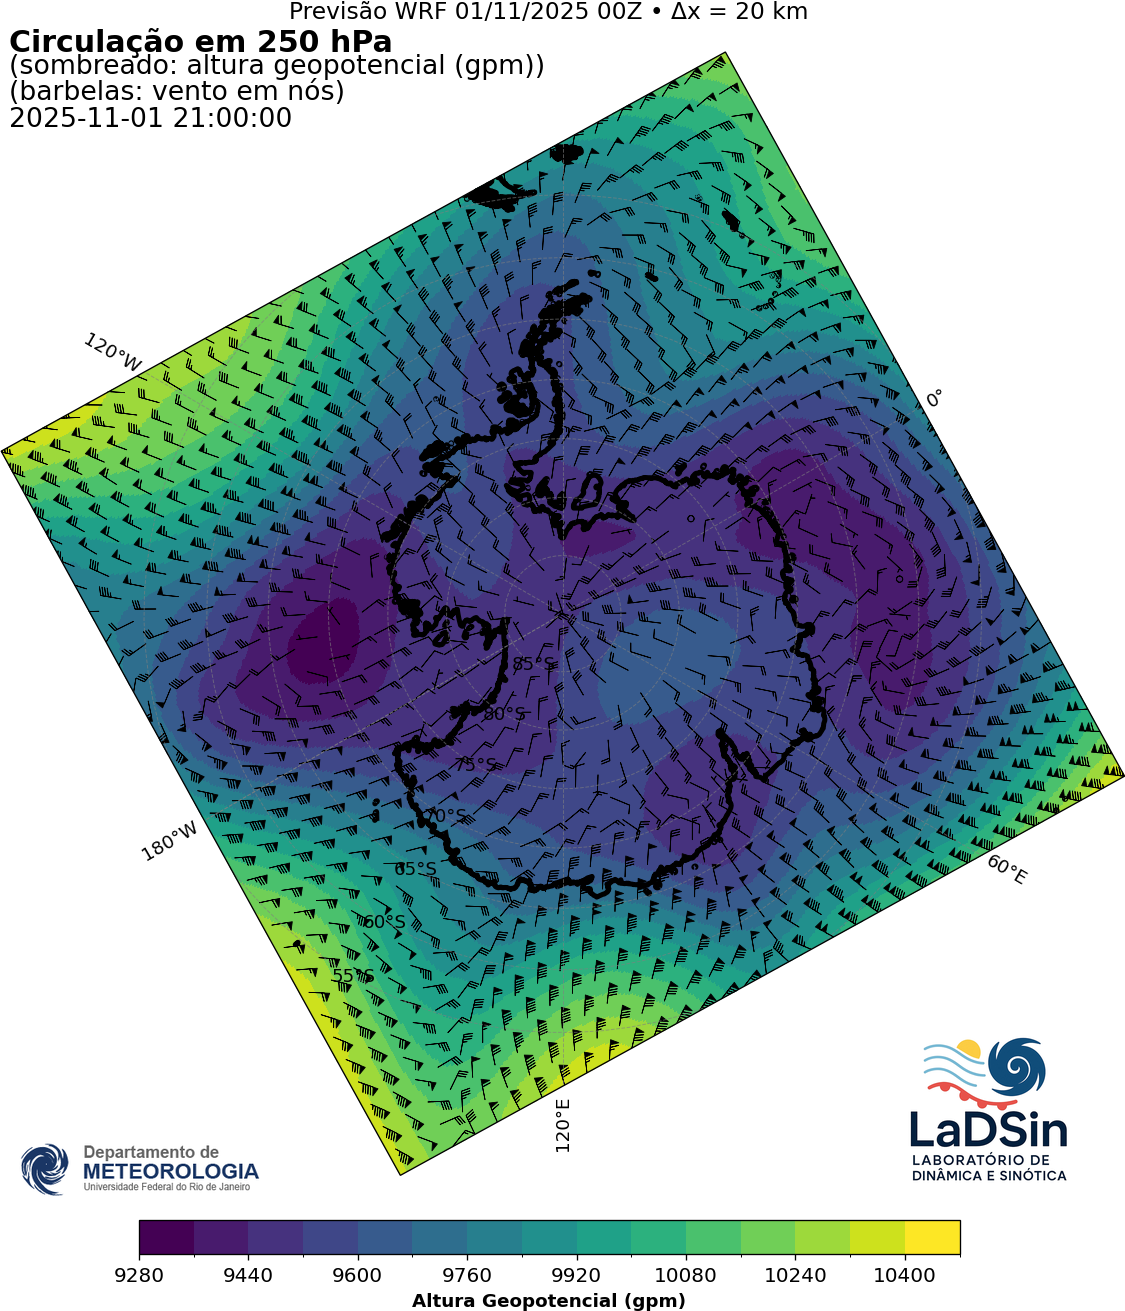 Previsão WRF 01/11/2025 00Z • Δx = 20 km
Circulação em 250 hPa
(sombreado: altura geopotencial (gpm))
(barbelas: vento em nós)
2025-11-01 21:00:00
120°W
0°
85°S
80°S
75°S
70°S
180°W
65°S
60°E
60°S
55°S
120°E
LaDSin
LABORATÓRIO DE
DINÂMICA E SINÓTICA
Departamento de
METEOROLOGIA
Universidade Federal do Rio de Janeiro
9280 9440 9600 9760 9920 10080 10240 10400
Altura Geopotencial (gpm)